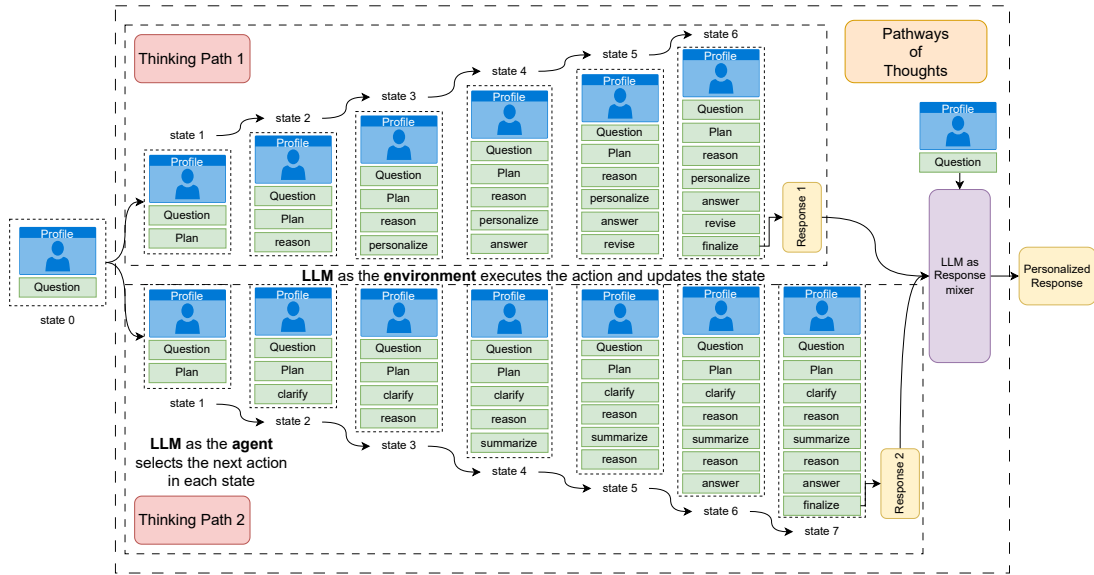 Thinking Path 1
Pathways
of
Thoughts
state 0
Profile
Question
state 1
Profile
Question
Plan
state 2
Profile
Question
Plan
reason
state 3
Profile
Question
Plan
reason
personalize
state 4
Profile
Question
Plan
reason
personalize
answer
state 5
Profile
Question
Plan
reason
personalize
answer
revise
state 6
Profile
Question
Plan
reason
personalize
answer
revise
finalize
Response 1
LLM as the environment executes the action and updates the state
Profile
Question
Plan
state 1
Profile
Question
Plan
clarify
state 2
Profile
Question
Plan
clarify
reason
state 3
Profile
Question
Plan
clarify
reason
summarize
state 4
Profile
Question
Plan
clarify
reason
summarize
reason
state 5
Profile
Question
Plan
clarify
reason
summarize
reason
answer
state 6
Profile
Question
Plan
clarify
reason
summarize
reason
answer
finalize
state 7
Response 2
LLM as the agent
selects the next action
in each state
Thinking Path 2
Profile
Question
LLM as
Response
mixer
Personalized
Response